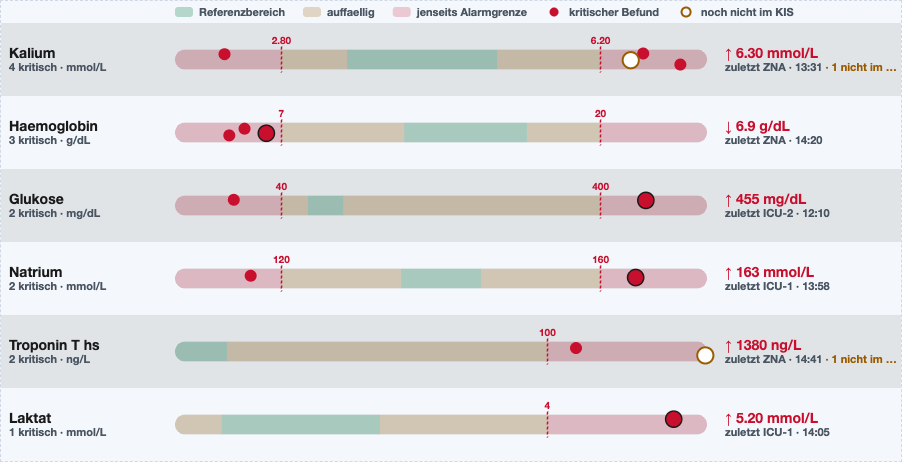 Referenzbereich auffaellig jenseits Alarmgrenze kritischer Befund noch nicht im KIS
Kalium
4 kritisch · mmol/L
2.80 6.20
↑ 6.30 mmol/L
zuletzt ZNA · 13:31 · 1 nicht im ...
Haemoglobin
3 kritisch · g/dL
7 20
↓ 6.9 g/dL
zuletzt ZNA · 14:20
Glukose
2 kritisch · mg/dL
40 400
↑ 455 mg/dL
zuletzt ICU-2 · 12:10
Natrium
2 kritisch · mmol/L
120 160
↑ 163 mmol/L
zuletzt ICU-1 · 13:58
Troponin T hs
2 kritisch · ng/L
100
↑ 1380 ng/L
zuletzt ZNA · 14:41 · 1 nicht im ...
Laktat
1 kritisch · mmol/L
4
↑ 5.20 mmol/L
zuletzt ICU-1 · 14:05